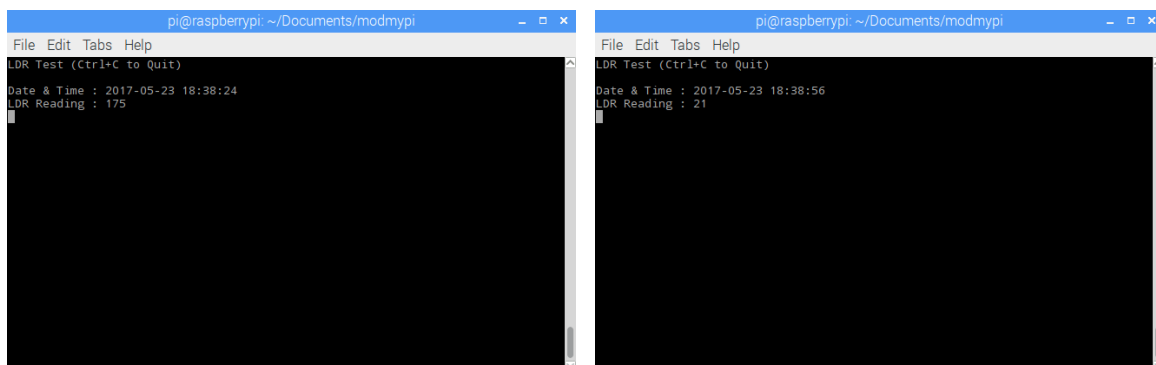 pi@raspberrypi: ~/Documents/modmypi
File Edit Tabs Help
LDR Test (Ctrl+C to Quit)
Date & Time : 2017-05-23 18:38:24
LDR Reading : 175
pi@raspberrypi: ~/Documents/modmypi
File Edit Tabs Help
LDR Test (Ctrl+C to Quit)
Date & Time : 2017-05-23 18:38:56
LDR Reading : 21